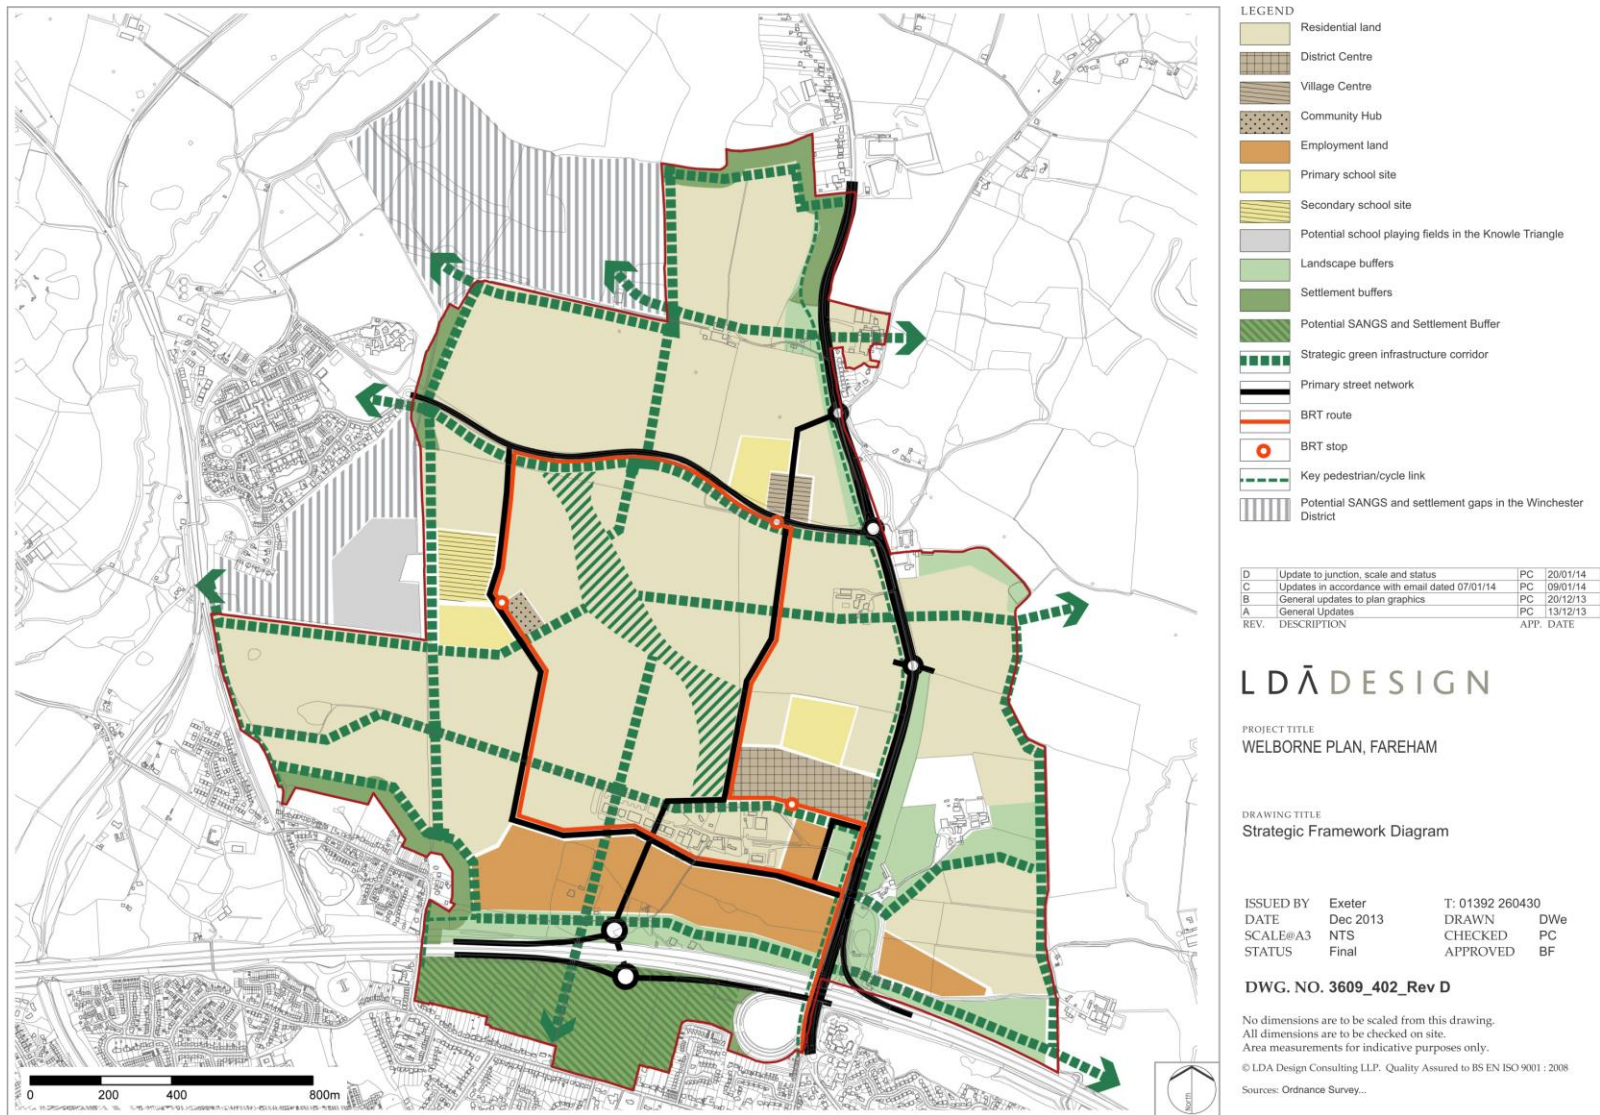 LEGEND
Residential land
District Centre
Village Centre
Community Hub
Employment land
Primary school site
Secondary school site
Potential school playing fields in the Knowle Triangle
Landscape buffers
Settlement buffers
Potential SANGS and Settlement Buffer
Strategic green infrastructure corridor
Primary street network
BRT route
BRT stop
Key pedestrian/cycle link
Potential SANGS and settlement gaps in the Winchester
District
D Update to junction, scale and status PC 20/01/14
C Updates in accordance with email dated 07/01/14 PC 09/01/14
B General updates to plan graphics PC 20/12/13
A General Updates PC 13/12/13
REV. DESCRIPTION APP. DATE
LDĀDESIGN
PROJECT TITLE
WELBORNE PLAN, FAREHAM
DRAWING TITLE
Strategic Framework Diagram
ISSUED BY Exeter T: 01392 260430
DATE Dec 2013 DRAWN DWe
SCALE@A3 NTS CHECKED PC
STATUS Final APPROVED BF
DWG. NO. 3609_402_Rev D
No dimensions are to be scaled from this drawing.
All dimensions are to be checked on site.
Area measurements for indicative purposes only.
© LDA Design Consulting LLP. Quality Assured to BS EN ISO 9001 : 2008
Sources: Ordnance Survey...
0 200 400 800m
North